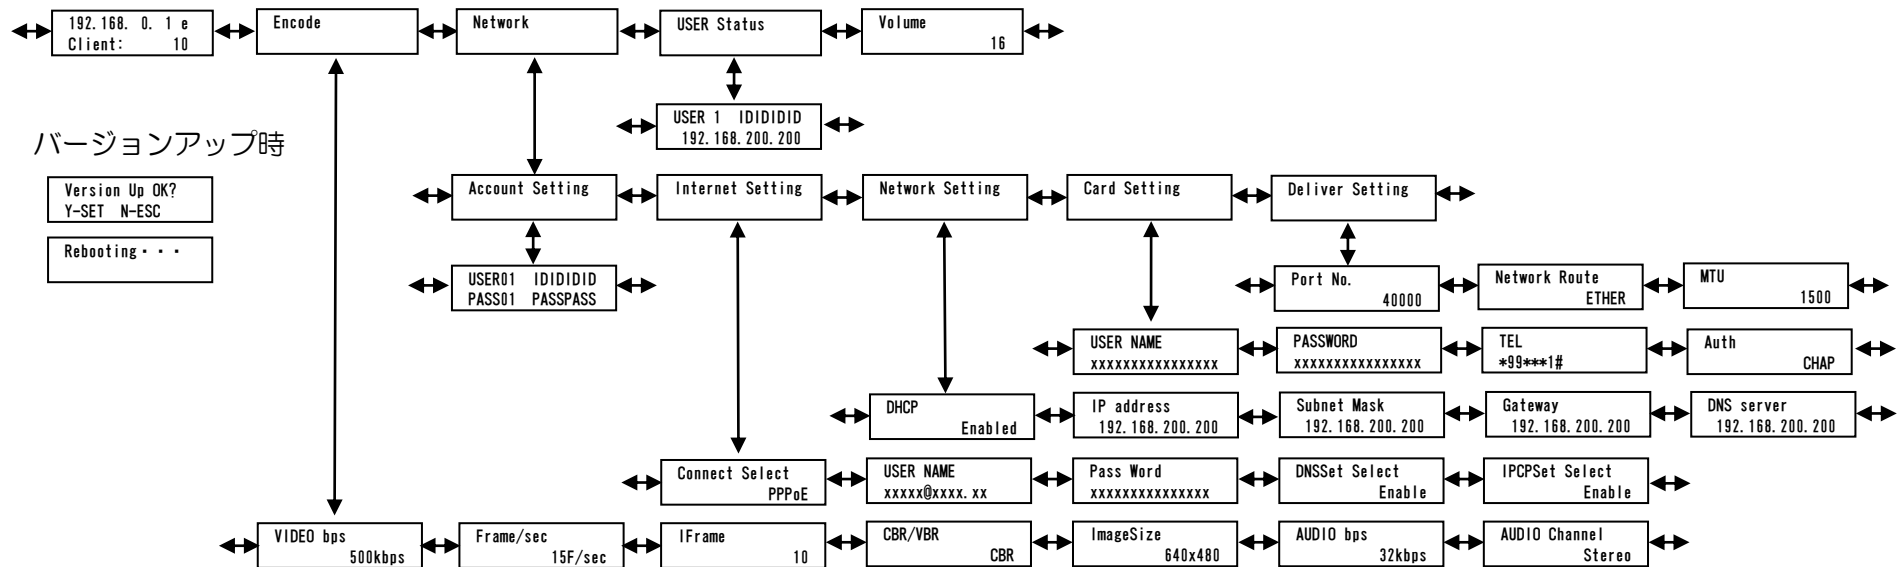 192.168. 0. 1 e
Client: 10
Encode
Network
USER Status
Volume
16
USER 1 IDIDIDID
192.168.200.200
バージョンアップ時
Version Up OK?
Y-SET N-ESC
Rebooting・・・
Account Setting
Internet Setting
Network Setting
Card Setting
Deliver Setting
USER01 IDIDIDID
PASS01 PASSPASS
Port No.
40000
Network Route
ETHER
MTU
1500
USER NAME
xxxxxxxxxxxxxxxx
PASSWORD
xxxxxxxxxxxxxxxx
TEL
*99***1#
Auth
CHAP
DHCP
Enabled
IP address
192.168.200.200
Subnet Mask
192.168.200.200
Gateway
192.168.200.200
DNS server
192.168.200.200
Connect Select
PPPoE
USER NAME
xxxxx@xxxx.xx
Pass Word
xxxxxxxxxxxxxxx
DNSSet Select
Enable
IPCPSet Select
Enable
VIDEO bps
500kbps
Frame/sec
15F/sec
IFrame
10
CBR/VBR
CBR
ImageSize
640x480
AUDIO bps
32kbps
AUDIO Channel
Stereo